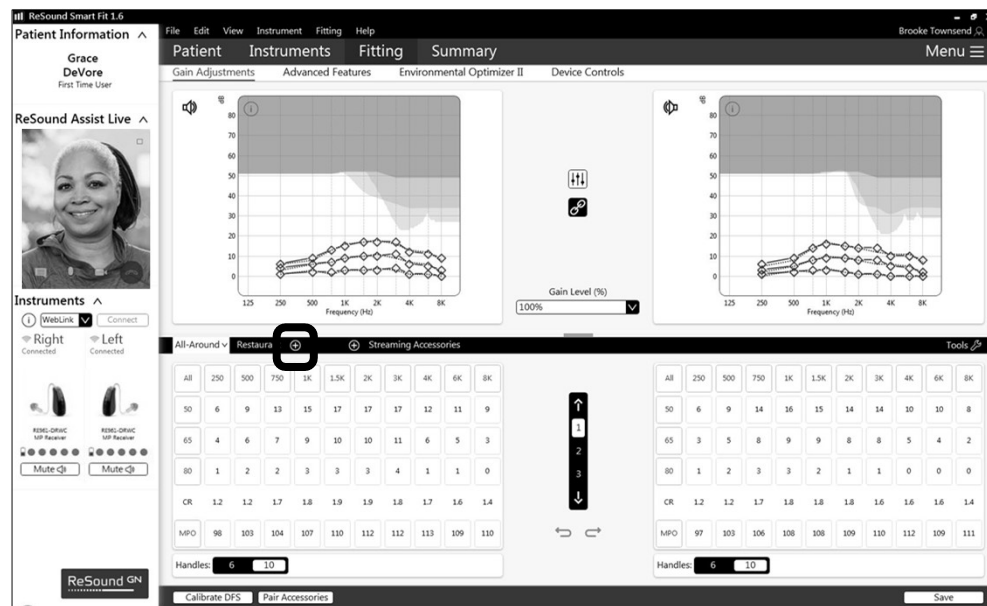 ReSound Smart Fit 1.6
Patient Information
Grace
DeVore
First Time User
ReSound Assist Live
Instruments
WebLink Connect
Right Left
Connected Connected
RE961-DRWC RE961-DRWC
MP Receiver MP Receiver
Mute Mute
ReSound GN
File Edit View Instrument Fitting Help
Brooke Townsend
Patient Instruments Fitting Summary Menu
Gain Adjustments Advanced Features Environmental Optimizer II Device Controls
dB
80
70
60
50
40
30
20
10
0
125 250 500 1K 2K 4K 8K
Frequency (Hz)
Gain Level (%)
100%
dB
80
70
60
50
40
30
20
10
0
125 250 500 1K 2K 4K 8K
Frequency (Hz)
All-Around Restaura Streaming Accessories Tools
All 250 500 750 1K 1.5K 2K 3K 4K 6K 8K
50 6 9 13 15 17 17 17 12 11 9
65 4 6 7 9 10 10 11 6 5 3
80 1 2 2 3 3 3 4 1 1 0
CR 1.2 1.2 1.7 1.8 1.9 1.9 1.8 1.7 1.6 1.4
MPO 98 103 104 107 110 112 112 113 109 110
Handles: 6 10
1
2
3
All 250 500 750 1K 1.5K 2K 3K 4K 6K 8K
50 6 9 14 16 15 14 14 10 10 8
65 3 5 8 9 9 8 8 5 4 2
80 1 2 3 3 2 1 1 0 0 0
CR 1.2 1.2 1.7 1.8 1.8 1.8 1.6 1.6 1.6 1.4
MPO 97 103 106 108 108 109 110 112 109 111
Handles: 6 10
Calibrate DFS Pair Accessories Save